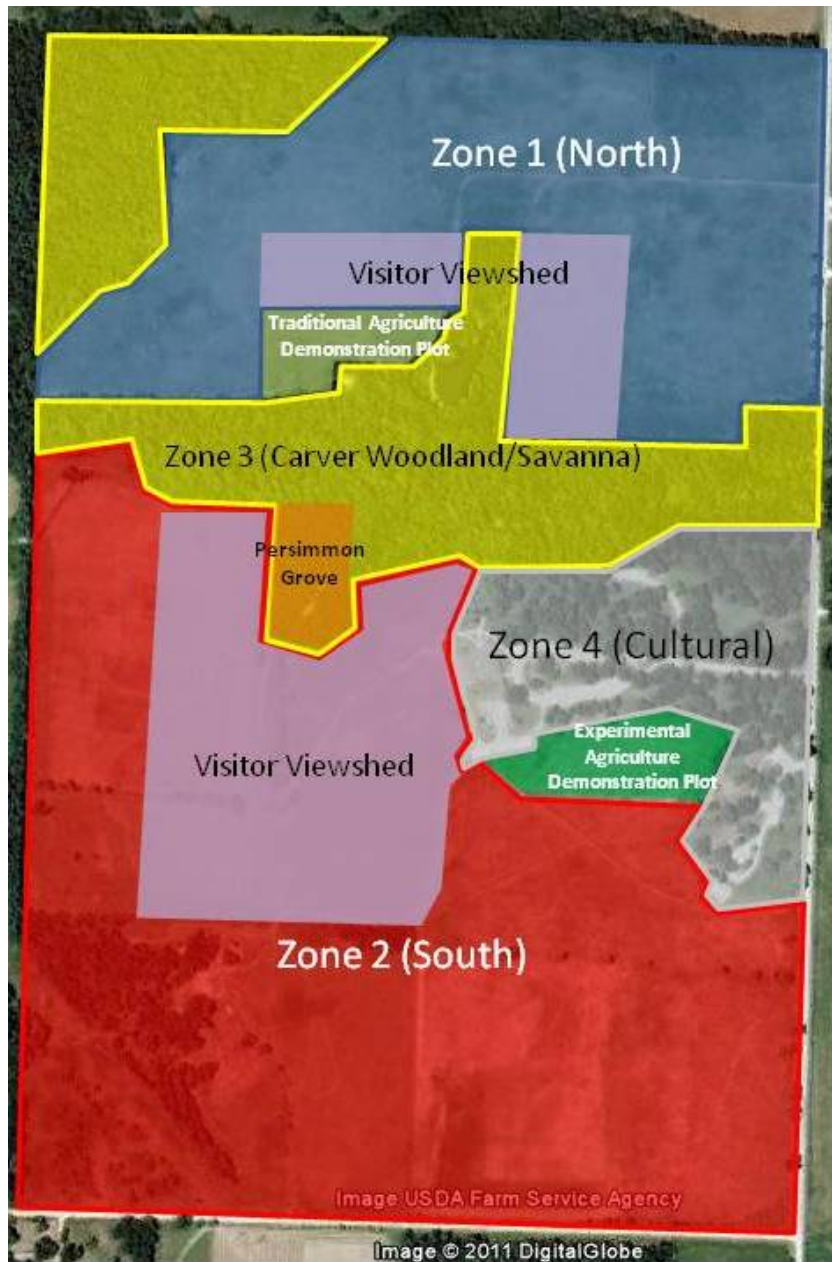 Zone 1 (North)
Visitor Viewshed
Traditional Agriculture
Demonstration Plot
Zone 3 (Carver Woodland/Savanna)
Persimmon
Grove
Zone 4 (Cultural)
Experimental
Agriculture
Demonstration Plot
Visitor Viewshed
Zone 2 (South)
Image USDA Farm Service Agency
Image © 2011 DigitalGlobe